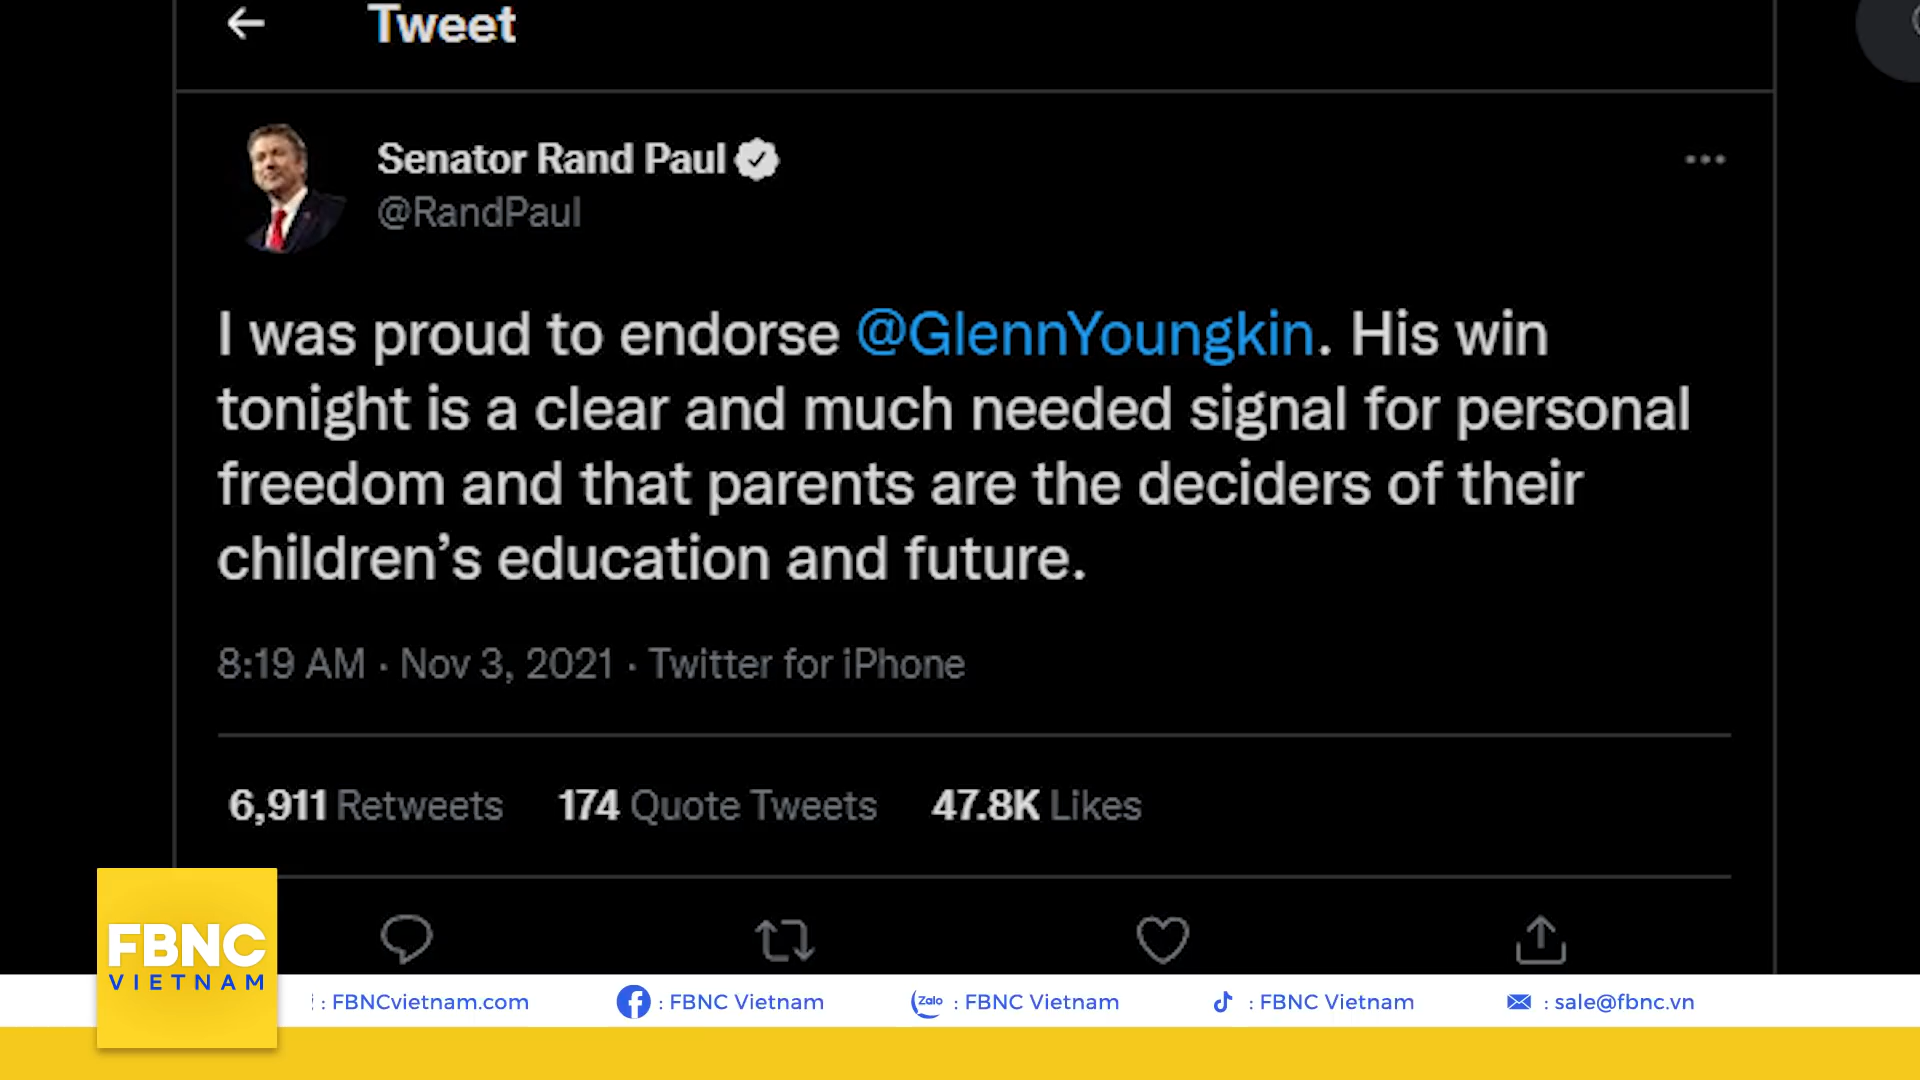 Tweet
Senator Rand Paul
@RandPaul
I was proud to endorse @GlennYoungkin. His win
tonight is a clear and much needed signal for personal
freedom and that parents are the deciders of their
children’s education and future.
8:19 AM · Nov 3, 2021 · Twitter for iPhone
6,911 Retweets 174 Quote Tweets 47.8K Likes
FBNC
VIETNAM
: FBNCvietnam.com : FBNC Vietnam Zalo : FBNC Vietnam : FBNC Vietnam : sale@fbnc.vn